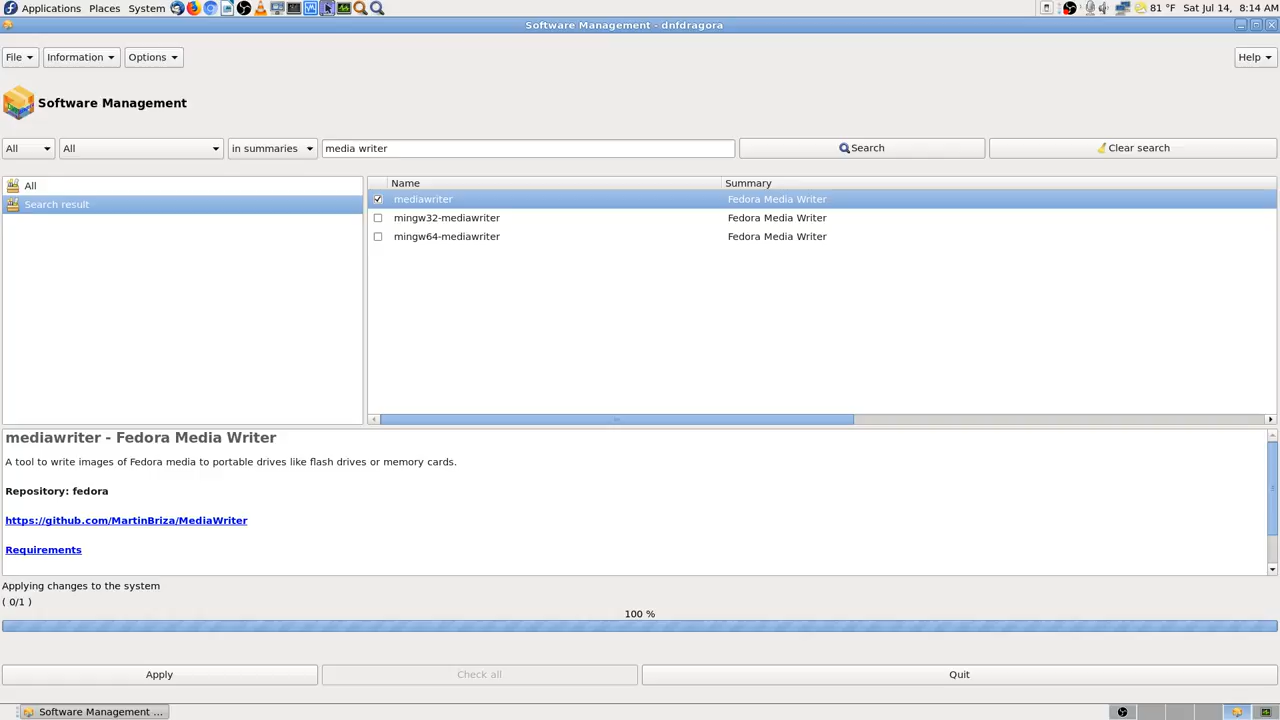 Applications Places System 81 °F Sat Jul 14, 8:14 AM
Software Management - dnfdragora
File Information Options Help
Software Management
All All in summaries media writer Search Clear search
Name Summary
All
Search result
mediawriter Fedora Media Writer
mingw32-mediawriter Fedora Media Writer
mingw64-mediawriter Fedora Media Writer
mediawriter - Fedora Media Writer
A tool to write images of Fedora media to portable drives like flash drives or memory cards.
Repository: fedora
https://github.com/MartinBriza/MediaWriter
Requirements
Applying changes to the system
( 0/1 )
100 %
Apply Check all Quit
Software Management ...